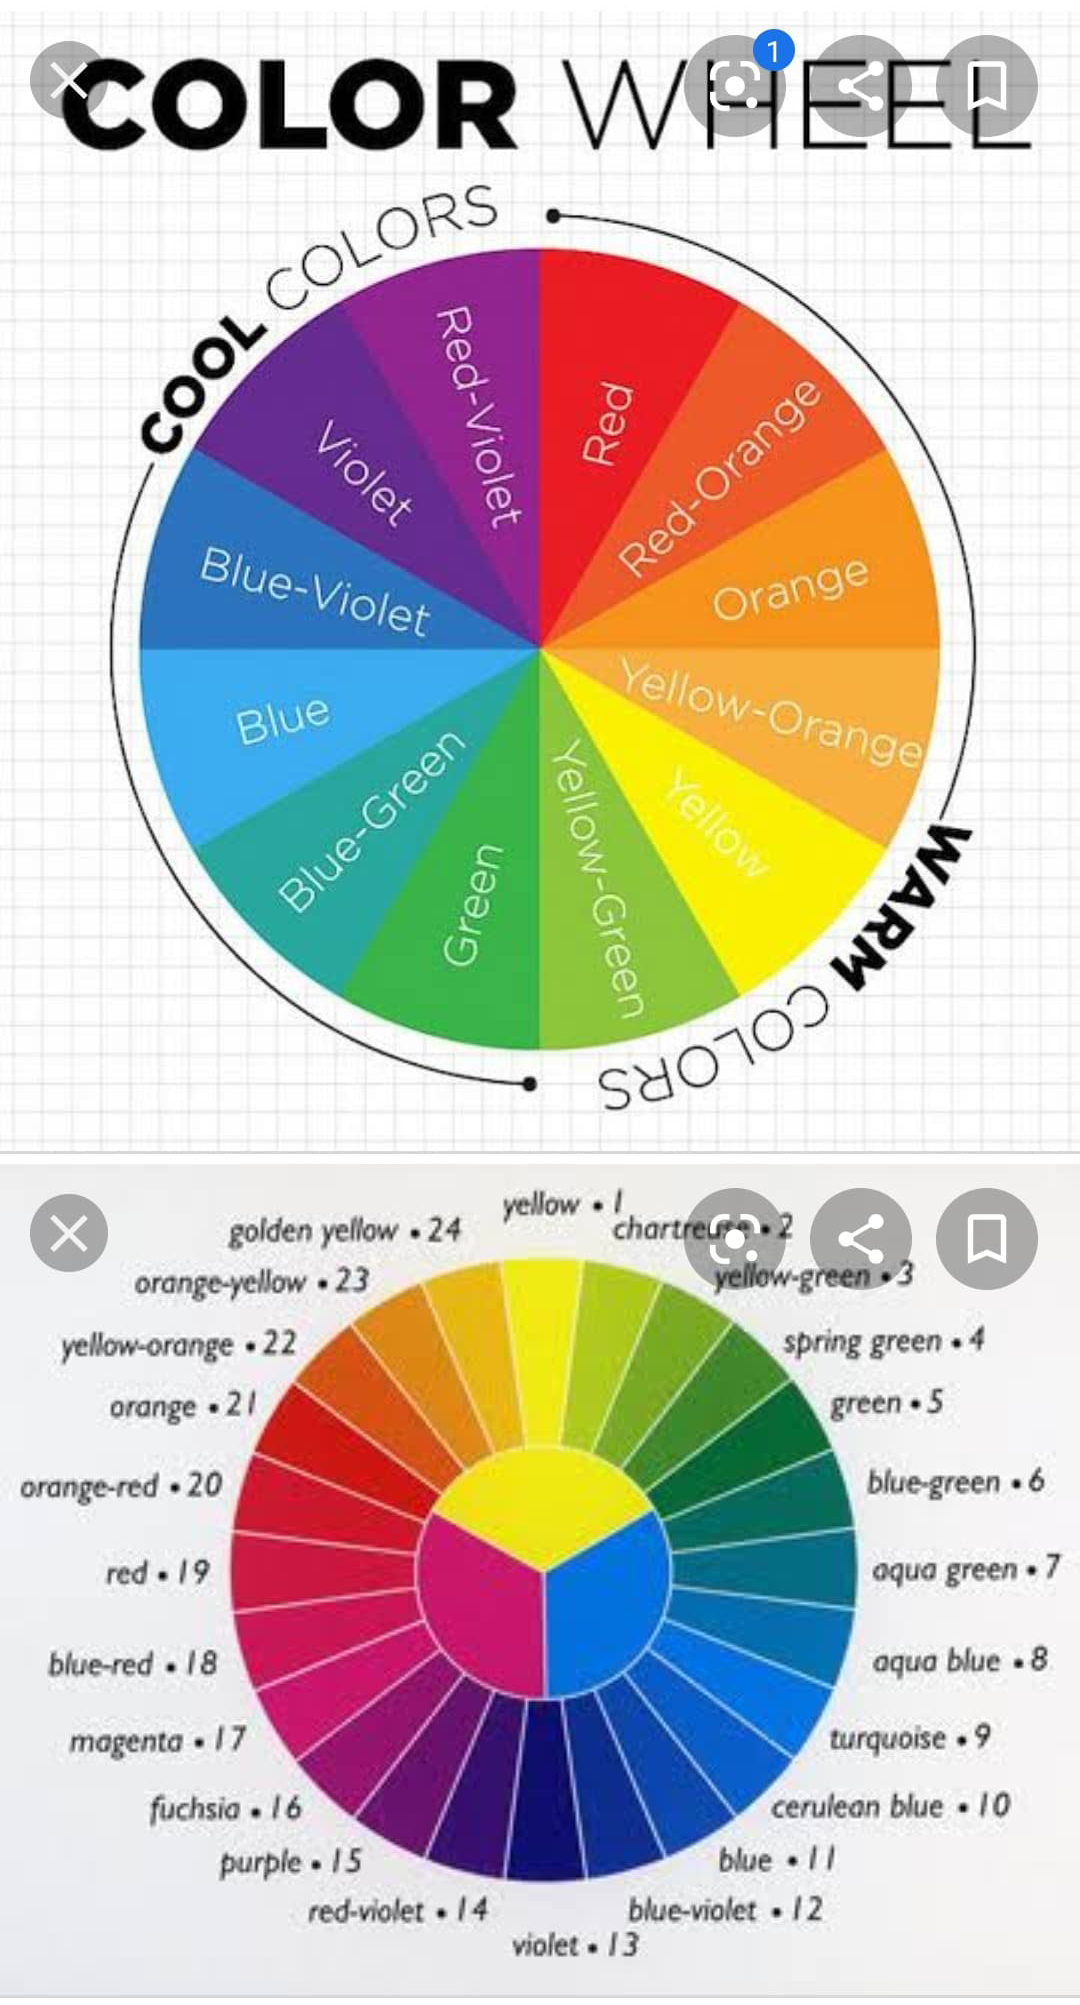 COLOR WHEEL
1
COOL COLORS
Red-Violet
Red
Violet
Red-Orange
Blue-Violet
Orange
Blue
Yellow-Orange
Blue-Green
Yellow
Green
Yellow-Green
WARM COLORS
yellow • 1
chartreuse • 2
golden yellow • 24
yellow-green • 3
orange-yellow • 23
spring green • 4
yellow-orange • 22
green • 5
orange • 21
blue-green • 6
orange-red • 20
aqua green • 7
red • 19
aqua blue • 8
blue-red • 18
turquoise • 9
magenta • 17
cerulean blue • 10
fuchsia • 16
blue • 11
purple • 15
blue-violet • 12
red-violet • 14
violet • 13